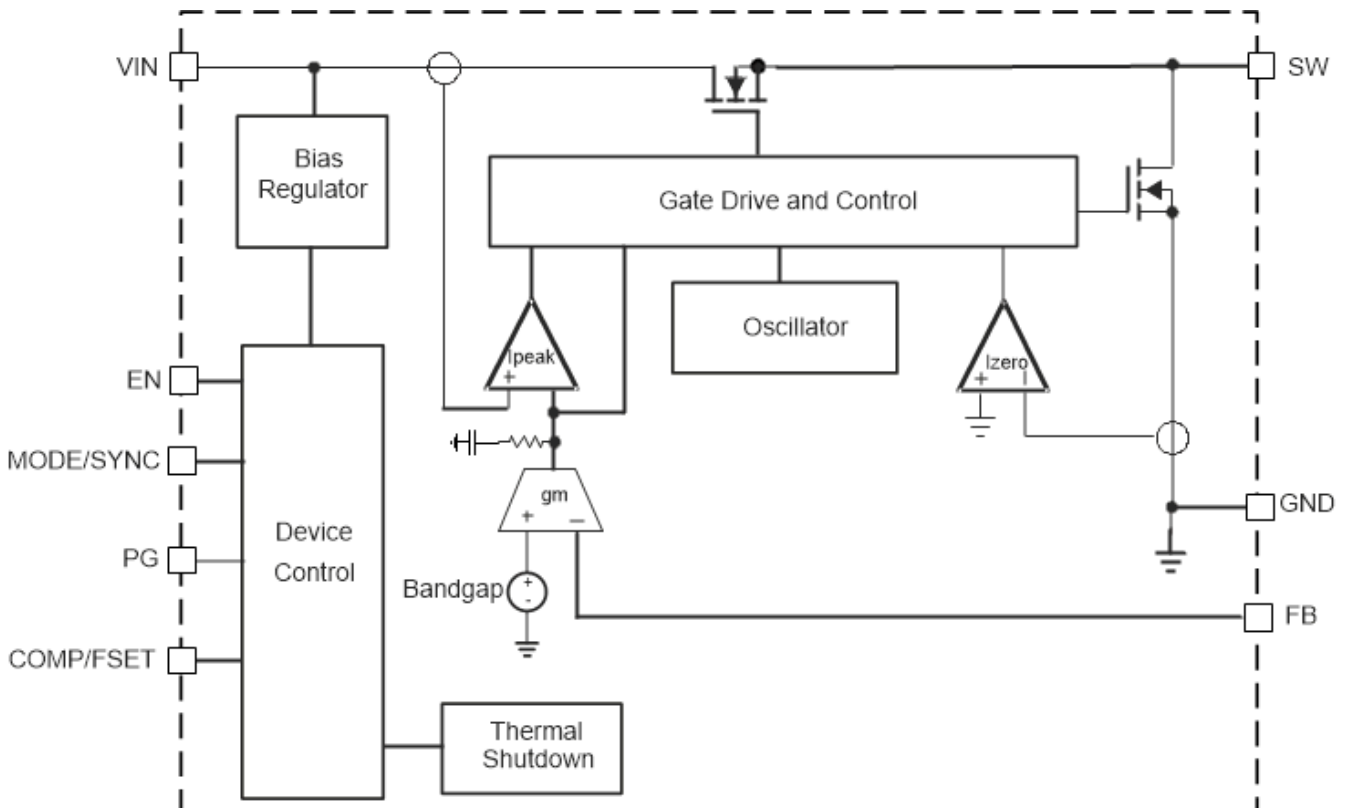 VIN
SW
Bias
Regulator
Gate Drive and Control
Oscillator
Ipeak
+
Izero
+
EN
MODE/SYNC
gm
+ −
Device
Control
GND
PG
Bandgap
+
-
FB
COMP/FSET
Thermal
Shutdown